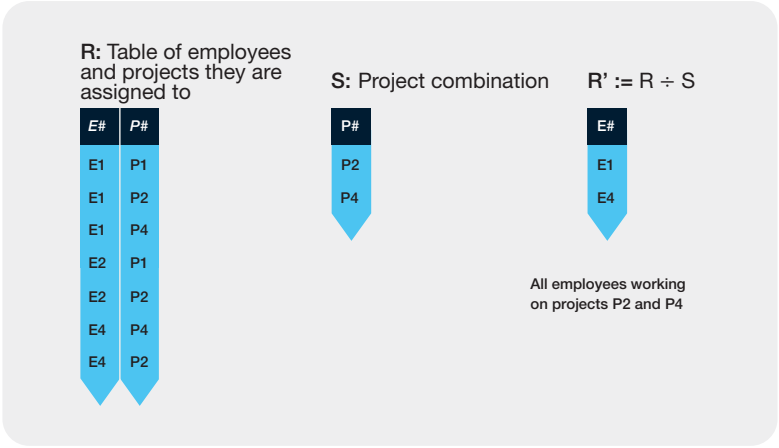 R: Table of employees
and projects they are
assigned to
S: Project combination
R’ := R ÷ S
E# P#
E1 P1
E1 P2
E1 P4
E2 P1
E2 P2
E4 P4
E4 P2
P#
P2
P4
E#
E1
E4
All employees working
on projects P2 and P4